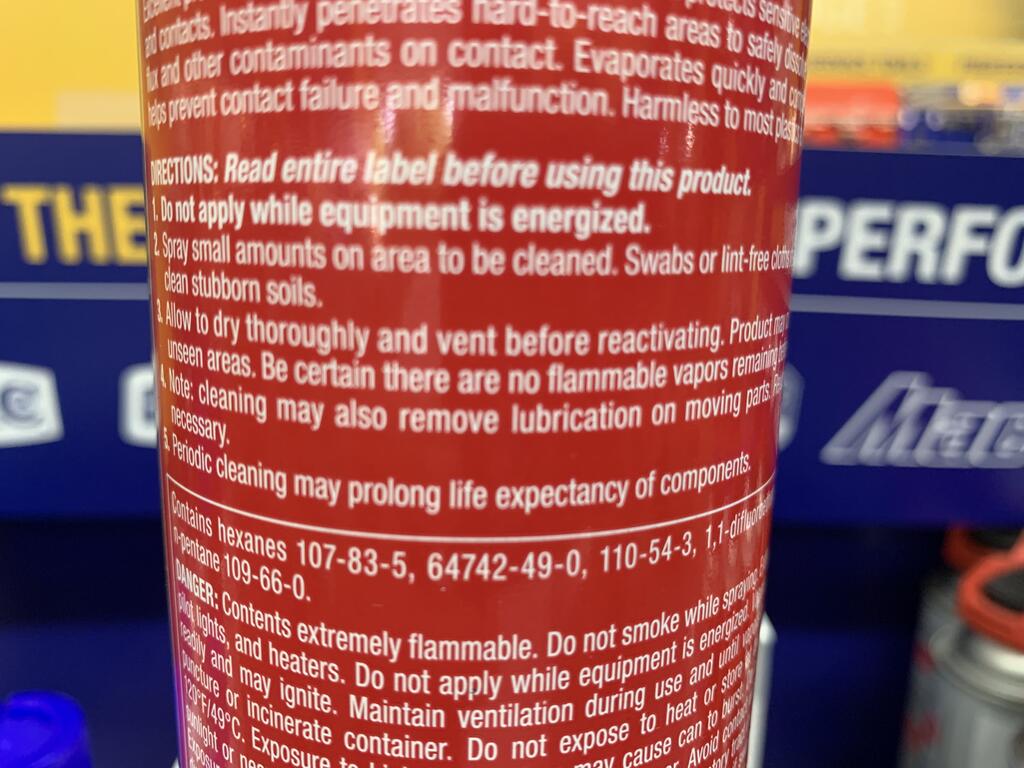 and contacts. Instantly penetrates hard-to-reach areas to safely
flux and other contaminants on contact. Evaporates quickly and
helps prevent contact failure and malfunction. Harmless to most
DIRECTIONS: Read entire label before using this product.
1. Do not apply while equipment is energized.
2. Spray small amounts on area to be cleaned. Swabs or lint-free
clean stubborn soils.
3. Allow to dry thoroughly and vent before reactivating. Product may
unseen areas. Be certain there are no flammable vapors remaining
4. Note: cleaning may also remove lubrication on moving parts.
necessary.
5. Periodic cleaning may prolong life expectancy of components.
Contains hexanes 107-83-5, 64742-49-0, 110-54-3,
n-pentane 109-66-0.
DANGER: Contents extremely flammable. Do not smoke while spraying.
pilot lights, and heaters. Do not apply while equipment is energized.
readily and may ignite. Maintain ventilation during use and until
puncture or incinerate container. Do not expose to heat or store
120°F/49°C. Exposure to may cause can to burst.
sunlight or
THE
PERFO